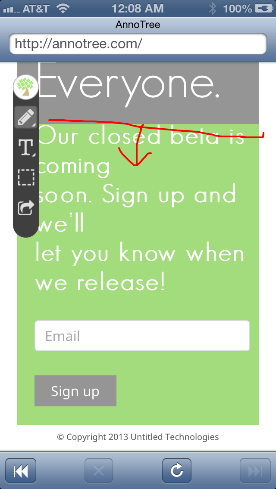 AT&T 12:08 AM 100%
AnnoTree
http://annotree.com/
Everyone.
Our closed beta is
coming
soon. Sign up and
we'll
let you know when
we release!
T
Email
Sign up
© Copyright 2013 Untitled Technologies